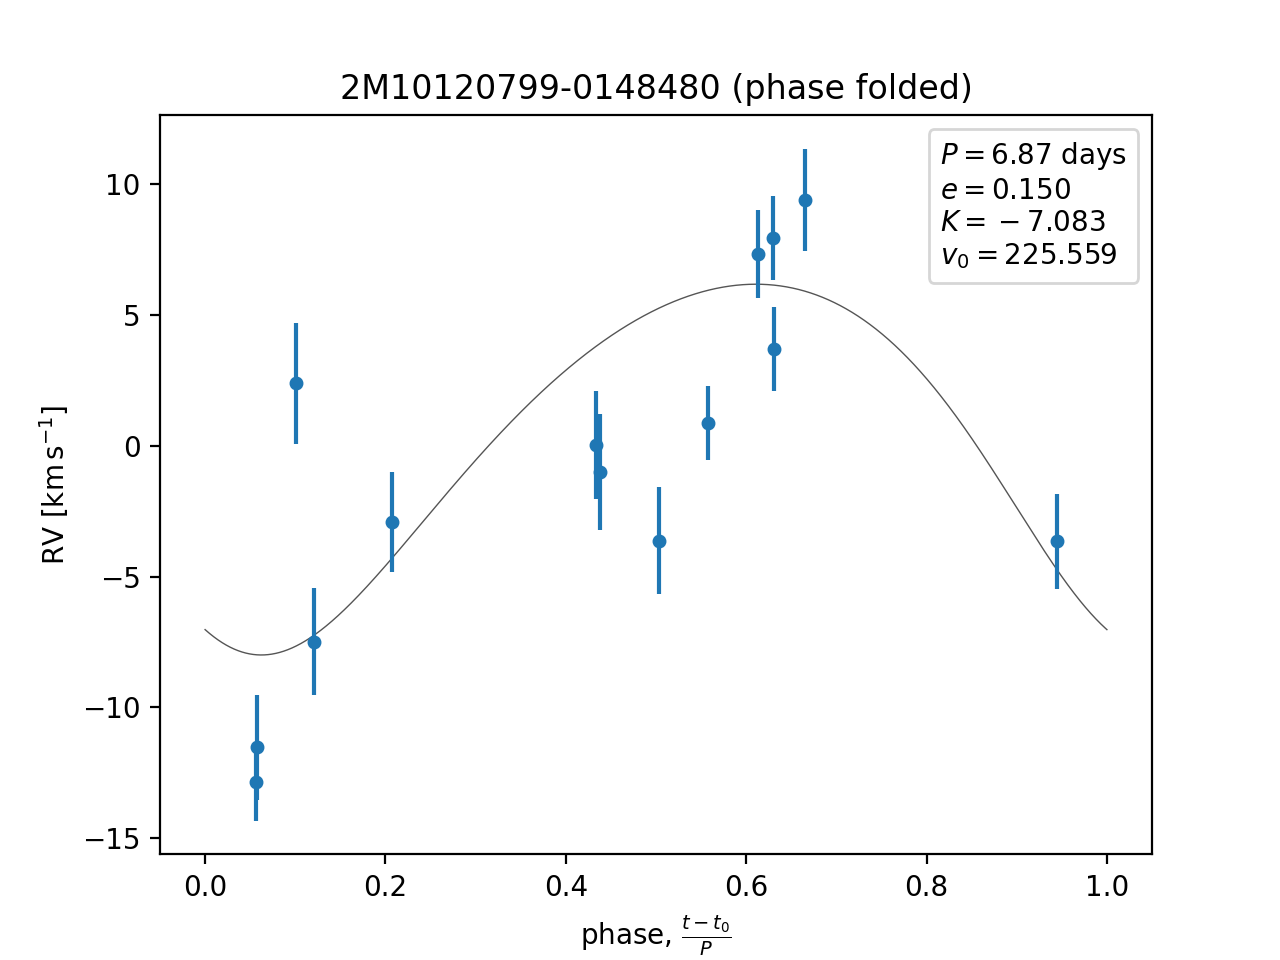 2M10120799-0148480 (phase folded)
P = 6.87 days
e = 0.150
K = −7.083
v₀ = 225.559
10
5
0
−5
−10
−15
RV [km s⁻¹]
0.0 0.2 0.4 0.6 0.8 1.0
phase, (t − t₀)/P